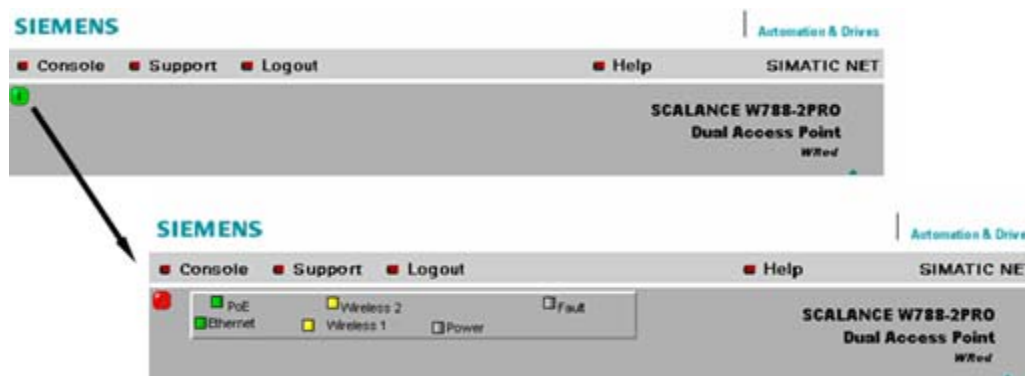 SIEMENS
Automation & Drives
Console Support Logout Help SIMATIC NET
SCALANCE W788-2PRO
Dual Access Point
WRed
SIEMENS
Automation & Drive
Console Support Logout Help SIMATIC NE
PoE Wireless 2 Fault
Ethernet Wireless 1 Power
SCALANCE W788-2PRO
Dual Access Point
WRed